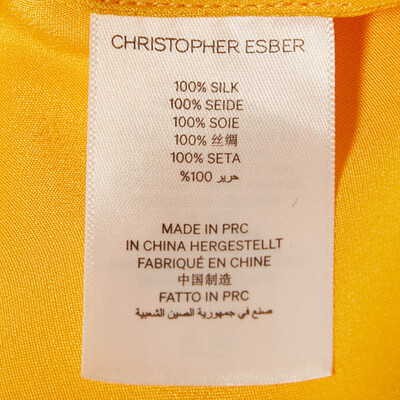 CHRISTOPHER ESBER
100% SILK
100% SEIDE
100% SOIE
100% 丝绸
100% SETA
حرير 100%
MADE IN PRC
IN CHINA HERGESTELLT
FABRIQUÉ EN CHINE
中国制造
FATTO IN PRC
صنع في جمهورية الصين الشعبية